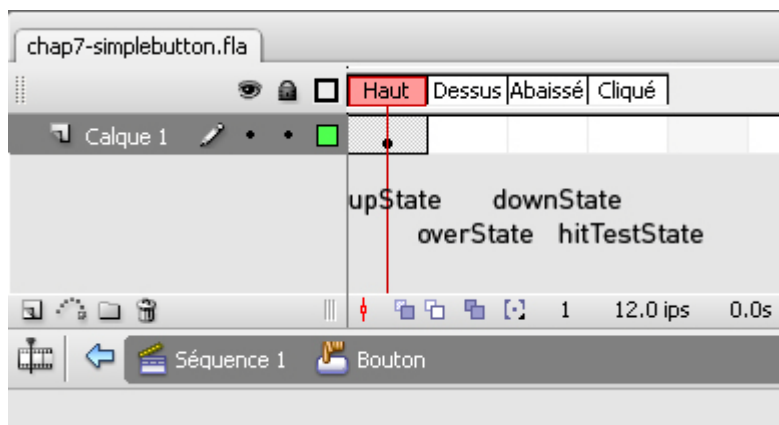 chap7-simplebutton.fla
Haut Dessus Abaissé Cliqué
Calque 1
upState downState
overState hitTestState
1 12.0 ips 0.0s
Séquence 1 Bouton